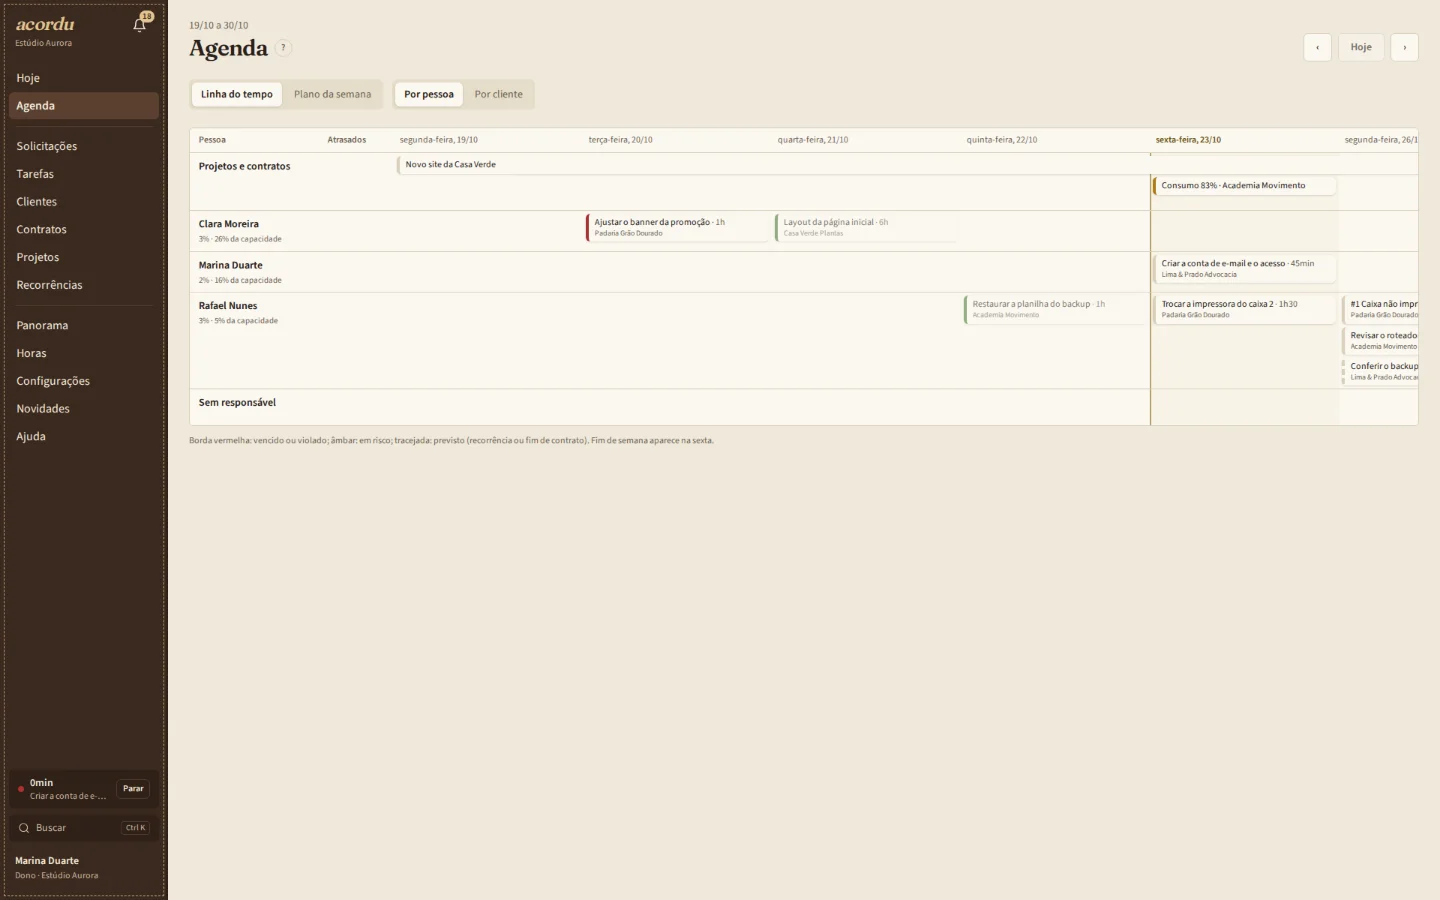 acordu
18
Estúdio Aurora
Hoje
Agenda
Solicitações
Tarefas
Clientes
Contratos
Projetos
Recorrências
Panorama
Horas
Configurações
Novidades
Ajuda
0min
Criar a conta de e-...
Parar
Buscar
Ctrl K
Marina Duarte
Dono · Estúdio Aurora
19/10 a 30/10
Agenda ?
‹ Hoje ›
Linha do tempo Plano da semana Por pessoa Por cliente
Pessoa Atrasados segunda-feira, 19/10 terça-feira, 20/10 quarta-feira, 21/10 quinta-feira, 22/10 sexta-feira, 23/10 segunda-feira, 26/1
Projetos e contratos
Novo site da Casa Verde
Consumo 83% · Academia Movimento
Clara Moreira
3% · 26% da capacidade
Ajustar o banner da promoção · 1h
Padaria Grão Dourado
Layout da página inicial · 6h
Casa Verde Plantas
Marina Duarte
2% · 16% da capacidade
Criar a conta de e-mail e o acesso · 45min
Lima & Prado Advocacia
Rafael Nunes
3% · 9% da capacidade
Restaurar a planilha do backup · 1h
Academia Movimento
Trocar a impressora do caixa 2 · 1h30
Padaria Grão Dourado
#1 Caixa não impr
Padaria Grão Dourado
Revisar o roteado
Academia Movimento
Conferir o backup
Lima & Prado Advocac
Sem responsável
Borda vermelha: vencido ou violado; âmbar: em risco; tracejada: previsto (recorrência ou fim de contrato). Fim de semana aparece na sexta.